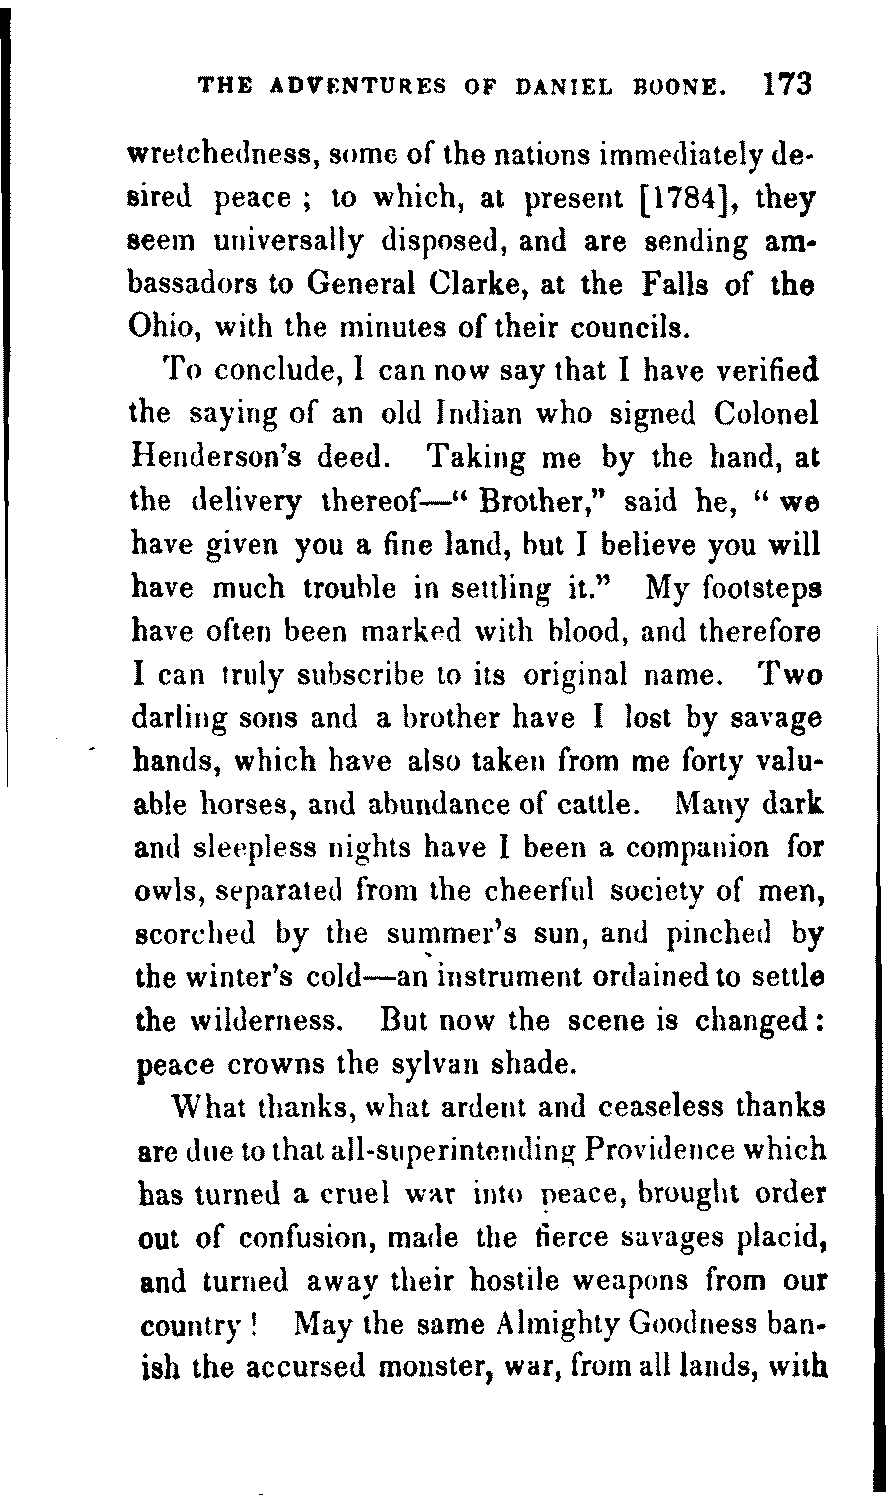 THE ADVENTURES OF DANIEL BOONE. 173
wretchedness, some of the nations immediately de-
sired peace ; to which, at present [1784], they
seem universally disposed, and are sending am-
bassadors to General Clarke, at the Falls of the
Ohio, with the minutes of their councils.
To conclude, I can now say that I have verified
the saying of an old Indian who signed Colonel
Henderson's deed. Taking me by the hand, at
the delivery thereof—“ Brother,” said he, “ we
have given you a fine land, but I believe you will
have much trouble in settling it.” My footsteps
have often been marked with blood, and therefore
I can truly subscribe to its original name. Two
darling sons and a brother have I lost by savage
hands, which have also taken from me forty valu-
able horses, and abundance of cattle. Many dark
and sleepless nights have I been a companion for
owls, separated from the cheerful society of men,
scorched by the summer's sun, and pinched by
the winter's cold—an instrument ordained to settle
the wilderness. But now the scene is changed :
peace crowns the sylvan shade.
What thanks, what ardent and ceaseless thanks
are due to that all-superintending Providence which
has turned a cruel war into peace, brought order
out of confusion, made the fierce savages placid,
and turned away their hostile weapons from our
country ! May the same Almighty Goodness ban-
ish the accursed monster, war, from all lands, with